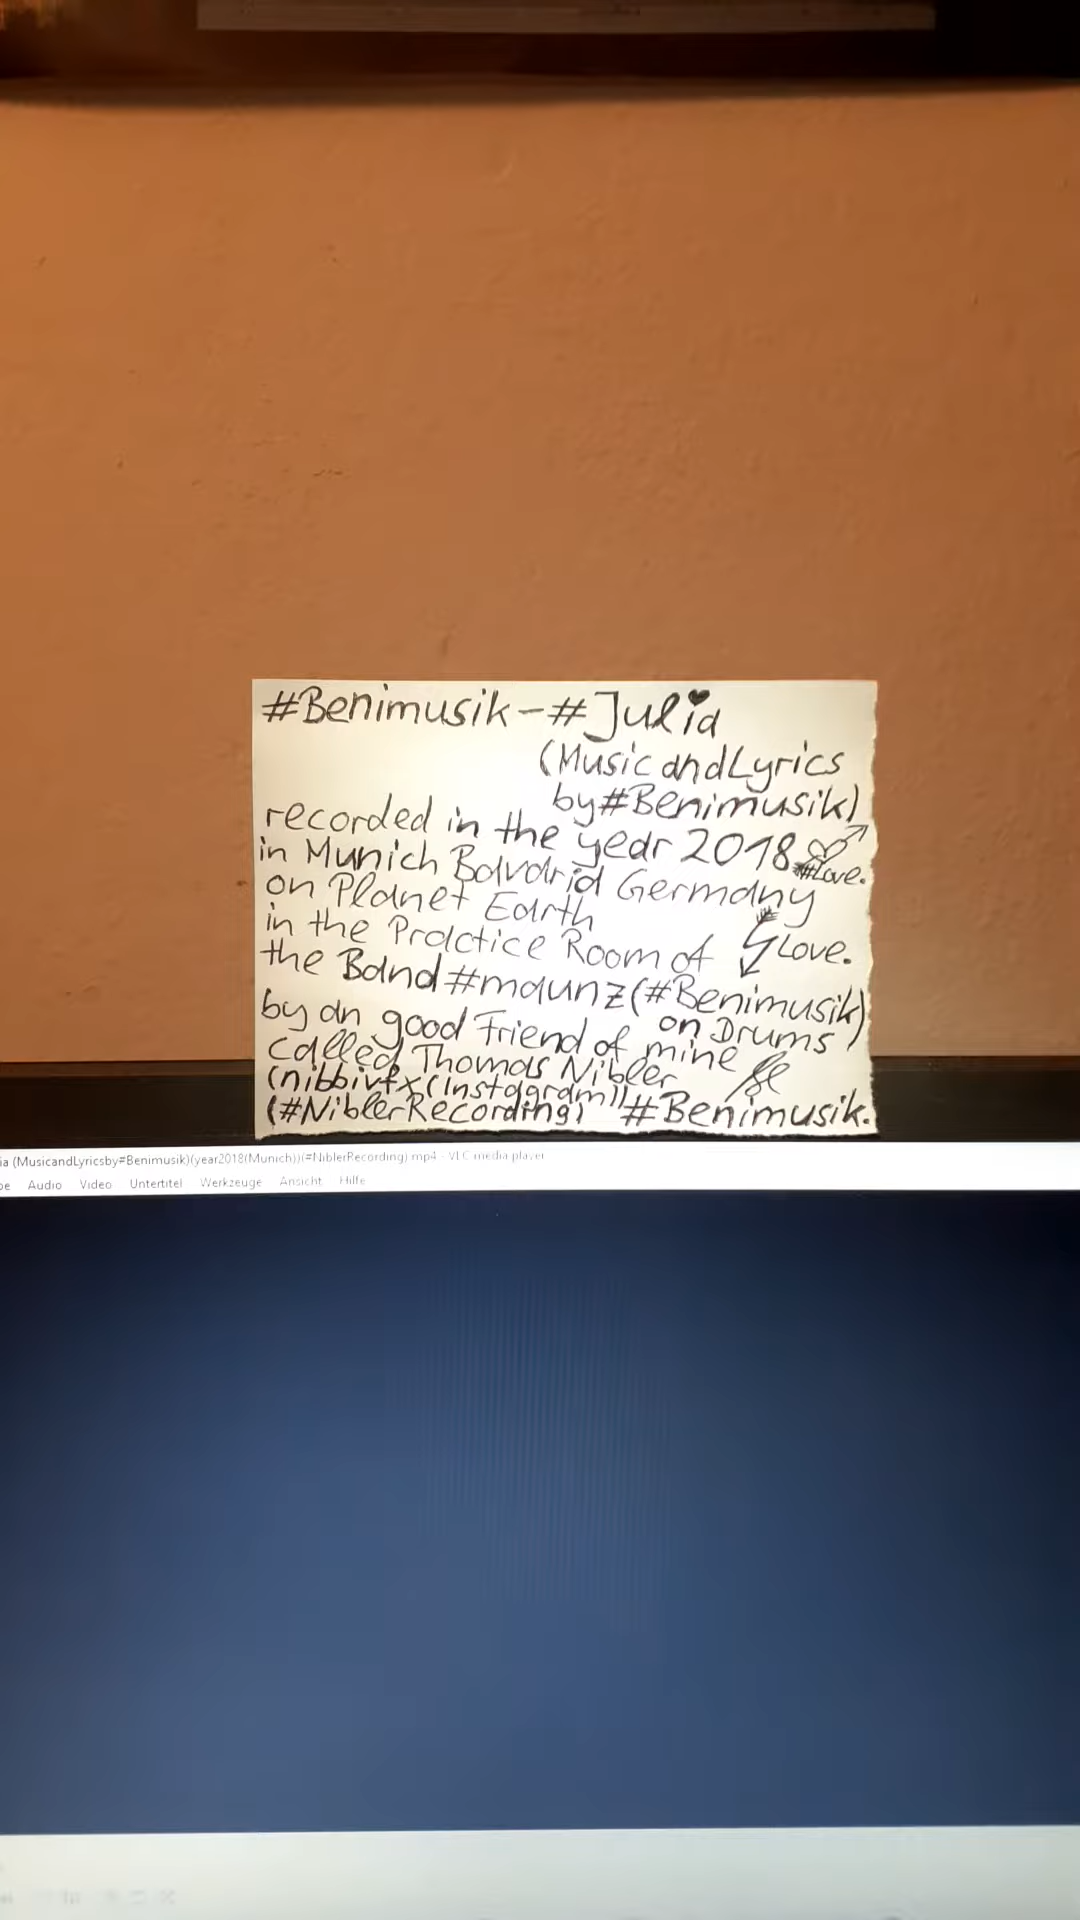 #Benimusik-#Julia
(MusicandLyrics
by#Benimusik)
recorded in the year 2018
#Love.
in Munich Bavaria Germany
on Planet Earth
in the Practice Room of
Love.
the Band #maunz(#Benimusik)
on Drums
by an good Friend of mine
called Thomas Nibler
(nibbivfx(Instagram))
(#NiblerRecording) #Benimusik.
ia (MusicandLyricsby#Benimusik)(year2018(Munich))(=NiblerRecording).mp4 - VLC media player
be Audio Video Untertitel Werkzeuge Ansicht Hilfe